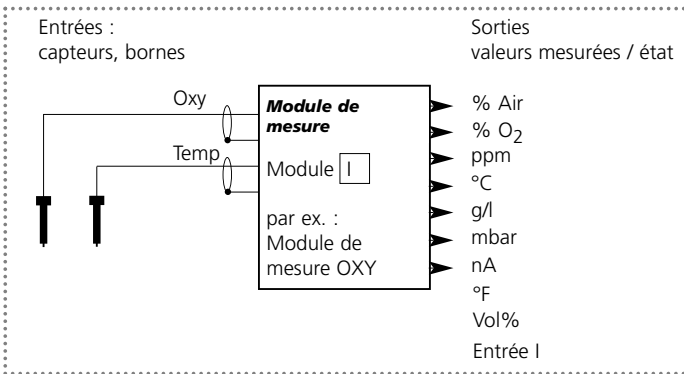 Entrées :
capteurs, bornes
Sorties
valeurs mesurées / état
Oxy
Temp
Module de
mesure
Module I
par ex. :
Module de
mesure OXY
% Air
% O2
ppm
°C
g/l
mbar
nA
°F
Vol%
Entrée I